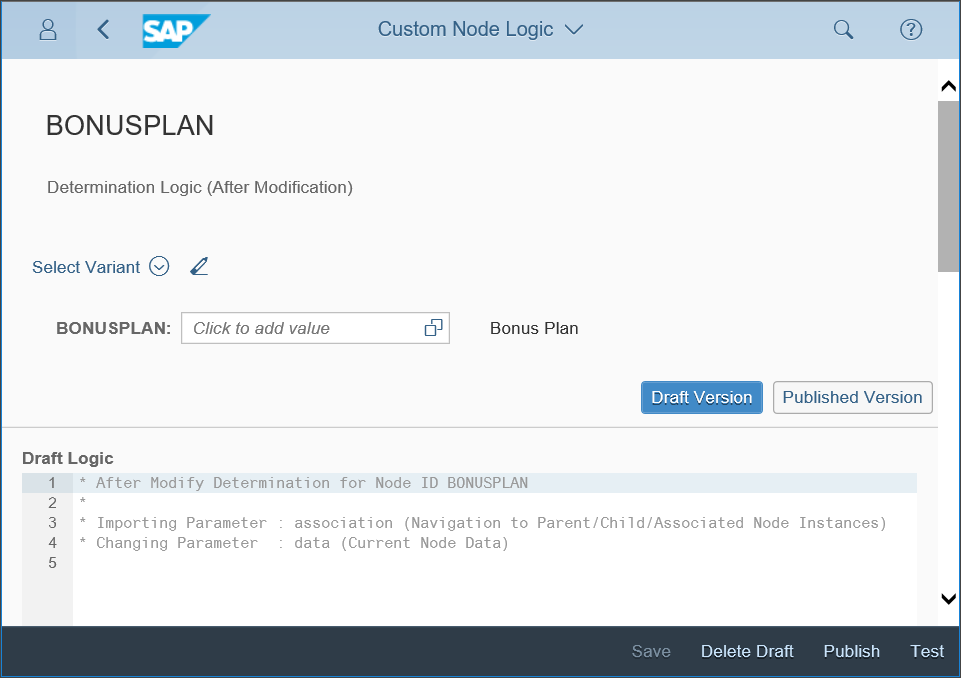 SAP
Custom Node Logic
BONUSPLAN
Determination Logic (After Modification)
Select Variant
BONUSPLAN: Click to add value Bonus Plan
Draft Version Published Version
Draft Logic
1 * After Modify Determination for Node ID BONUSPLAN
2 *
3 * Importing Parameter : association (Navigation to Parent/Child/Associated Node Instances)
4 * Changing Parameter  : data (Current Node Data)
5
Save Delete Draft Publish Test